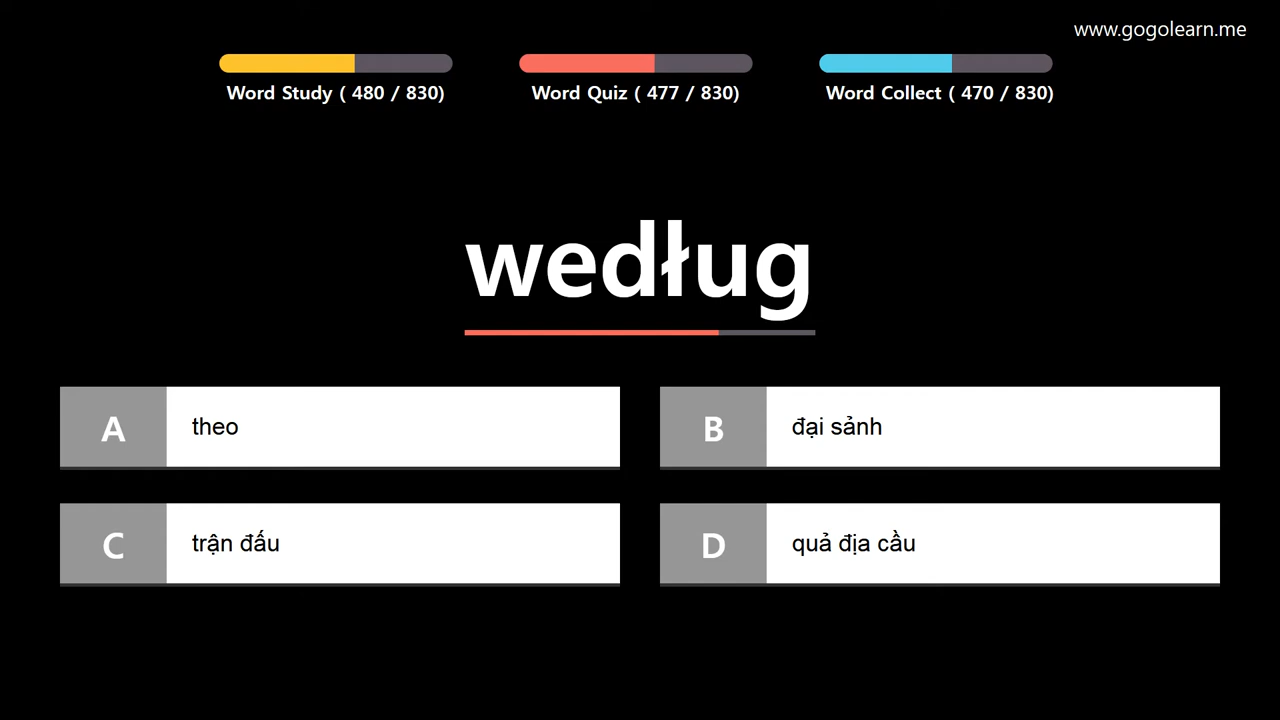 www.gogolearn.me
Word Study ( 480 / 830)
Word Quiz ( 477 / 830)
Word Collect ( 470 / 830)
według
A theo
B đại sảnh
C trận đấu
D quả địa cầu